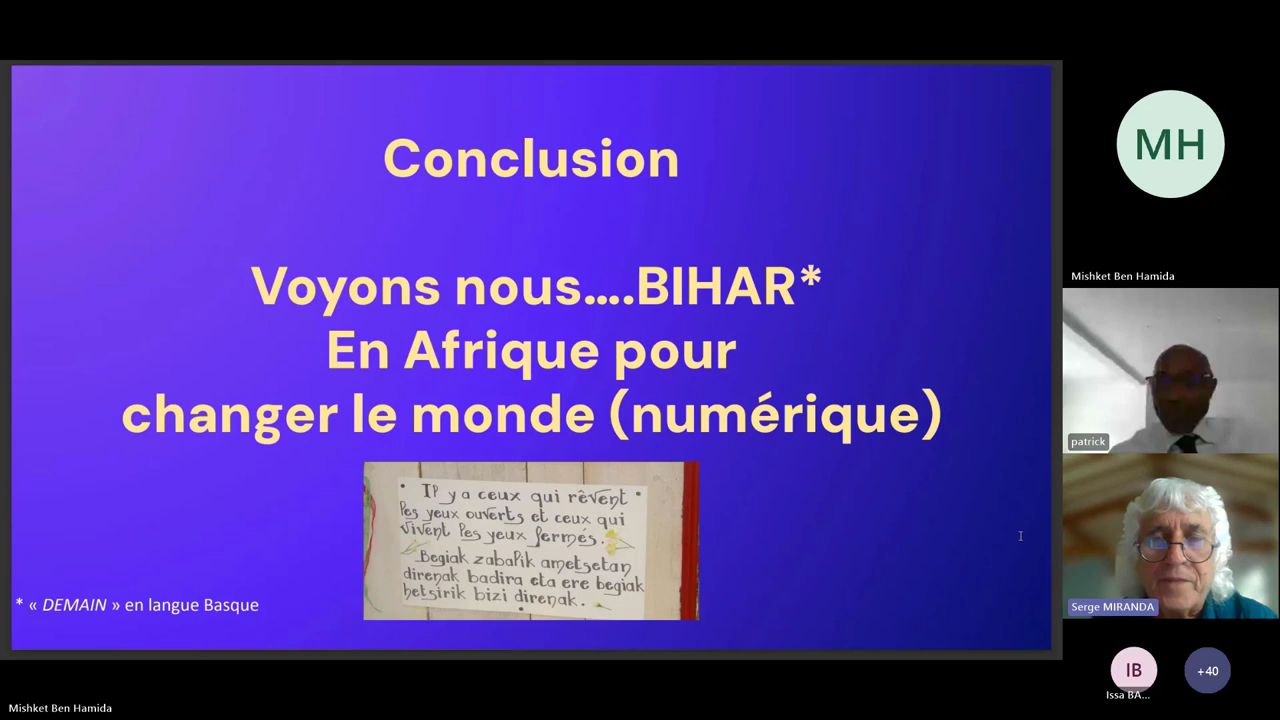 Conclusion
Voyons nous....BIHAR*
En Afrique pour
changer le monde (numérique)
Il y a ceux qui rêvent
les yeux ouverts et ceux qui
vivent les yeux fermés.
Begiak zabalik ametsetan
direnak badira eta ere begiak
hetsirik bizi direnak.
* « DEMAIN » en langue Basque
MH
Mishket Ben Hamida
patrick
Serge MIRANDA
IB
+40
Issa BA...
Mishket Ben Hamida